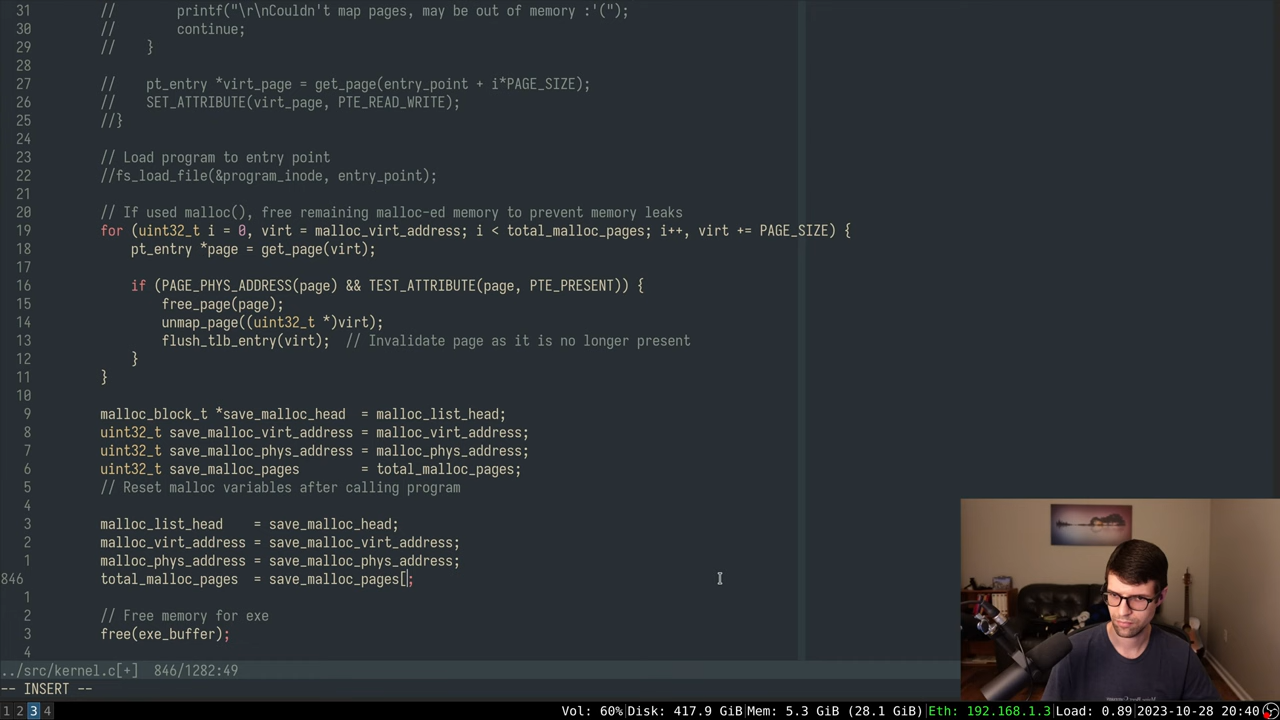 31 //       printf("\r\nCouldn't map pages, may be out of memory :'(");
30 //       continue;
29 //   }
28
27 //   pt_entry *virt_page = get_page(entry_point + i*PAGE_SIZE);
26 //   SET_ATTRIBUTE(virt_page, PTE_READ_WRITE);
25 //}
24
23 // Load program to entry point
22 //fs_load_file(&program_inode, entry_point);
21
20 // If used malloc(), free remaining malloc-ed memory to prevent memory leaks
19 for (uint32_t i = 0, virt = malloc_virt_address; i < total_malloc_pages; i++, virt += PAGE_SIZE) {
18     pt_entry *page = get_page(virt);
17
16     if (PAGE_PHYS_ADDRESS(page) && TEST_ATTRIBUTE(page, PTE_PRESENT)) {
15         free_page(page);
14         unmap_page((uint32_t *)virt);
13         flush_tlb_entry(virt);  // Invalidate page as it is no longer present
12     }
11 }
10
9 malloc_block_t *save_malloc_head  = malloc_list_head;
8 uint32_t save_malloc_virt_address = malloc_virt_address;
7 uint32_t save_malloc_phys_address = malloc_phys_address;
6 uint32_t save_malloc_pages        = total_malloc_pages;
5 // Reset malloc variables after calling program
4
3 malloc_list_head    = save_malloc_head;
2 malloc_virt_address = save_malloc_virt_address;
1 malloc_phys_address = save_malloc_phys_address;
846 total_malloc_pages  = save_malloc_pages[;
1
2 // Free memory for exe
3 free(exe_buffer);
4
../src/kernel.c[+]  846/1282:49
-- INSERT --
1 2 3 4 Vol: 60%|Disk: 417.9 GiB|Mem: 5.3 GiB (28.1 GiB)|Eth: 192.168.1.3|Load: 0.89|2023-10-28 20:40